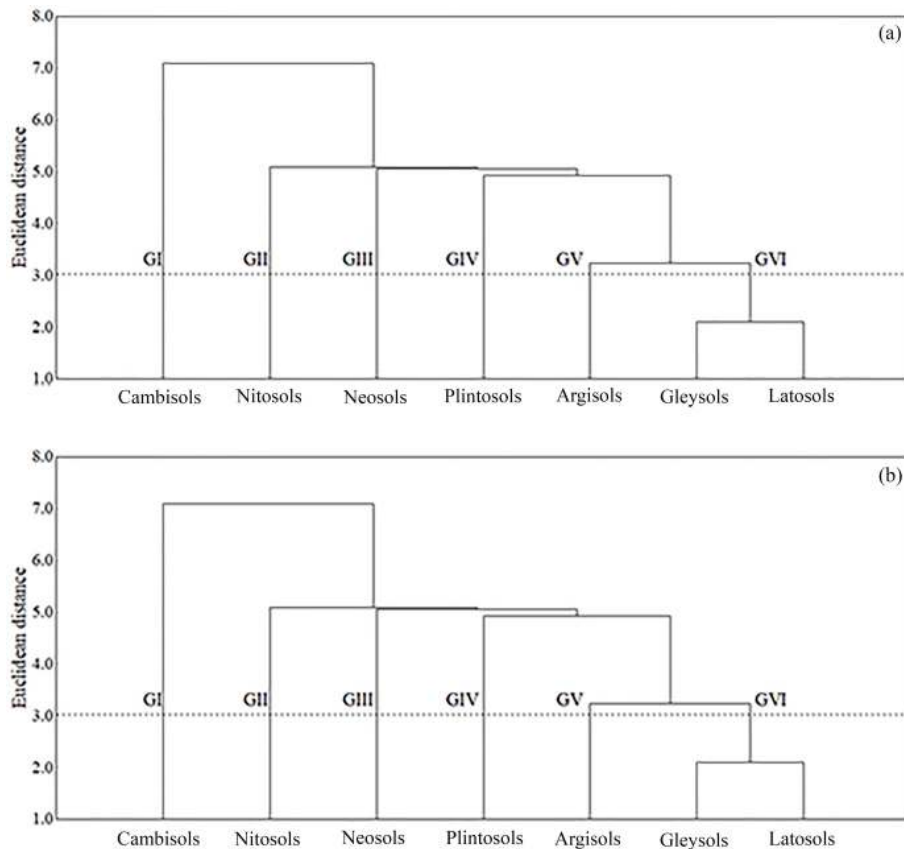 (a)
8.0
7.0
6.0
5.0
4.0
3.0
2.0
1.0
Euclidean distance
GI GII GIII GIV GV GVI
Cambisols Nitosols Neosols Plintosols Argisols Gleysols Latosols
(b)
8.0
7.0
6.0
5.0
4.0
3.0
2.0
1.0
Euclidean distance
GI GII GIII GIV GV GVI
Cambisols Nitosols Neosols Plintosols Argisols Gleysols Latosols